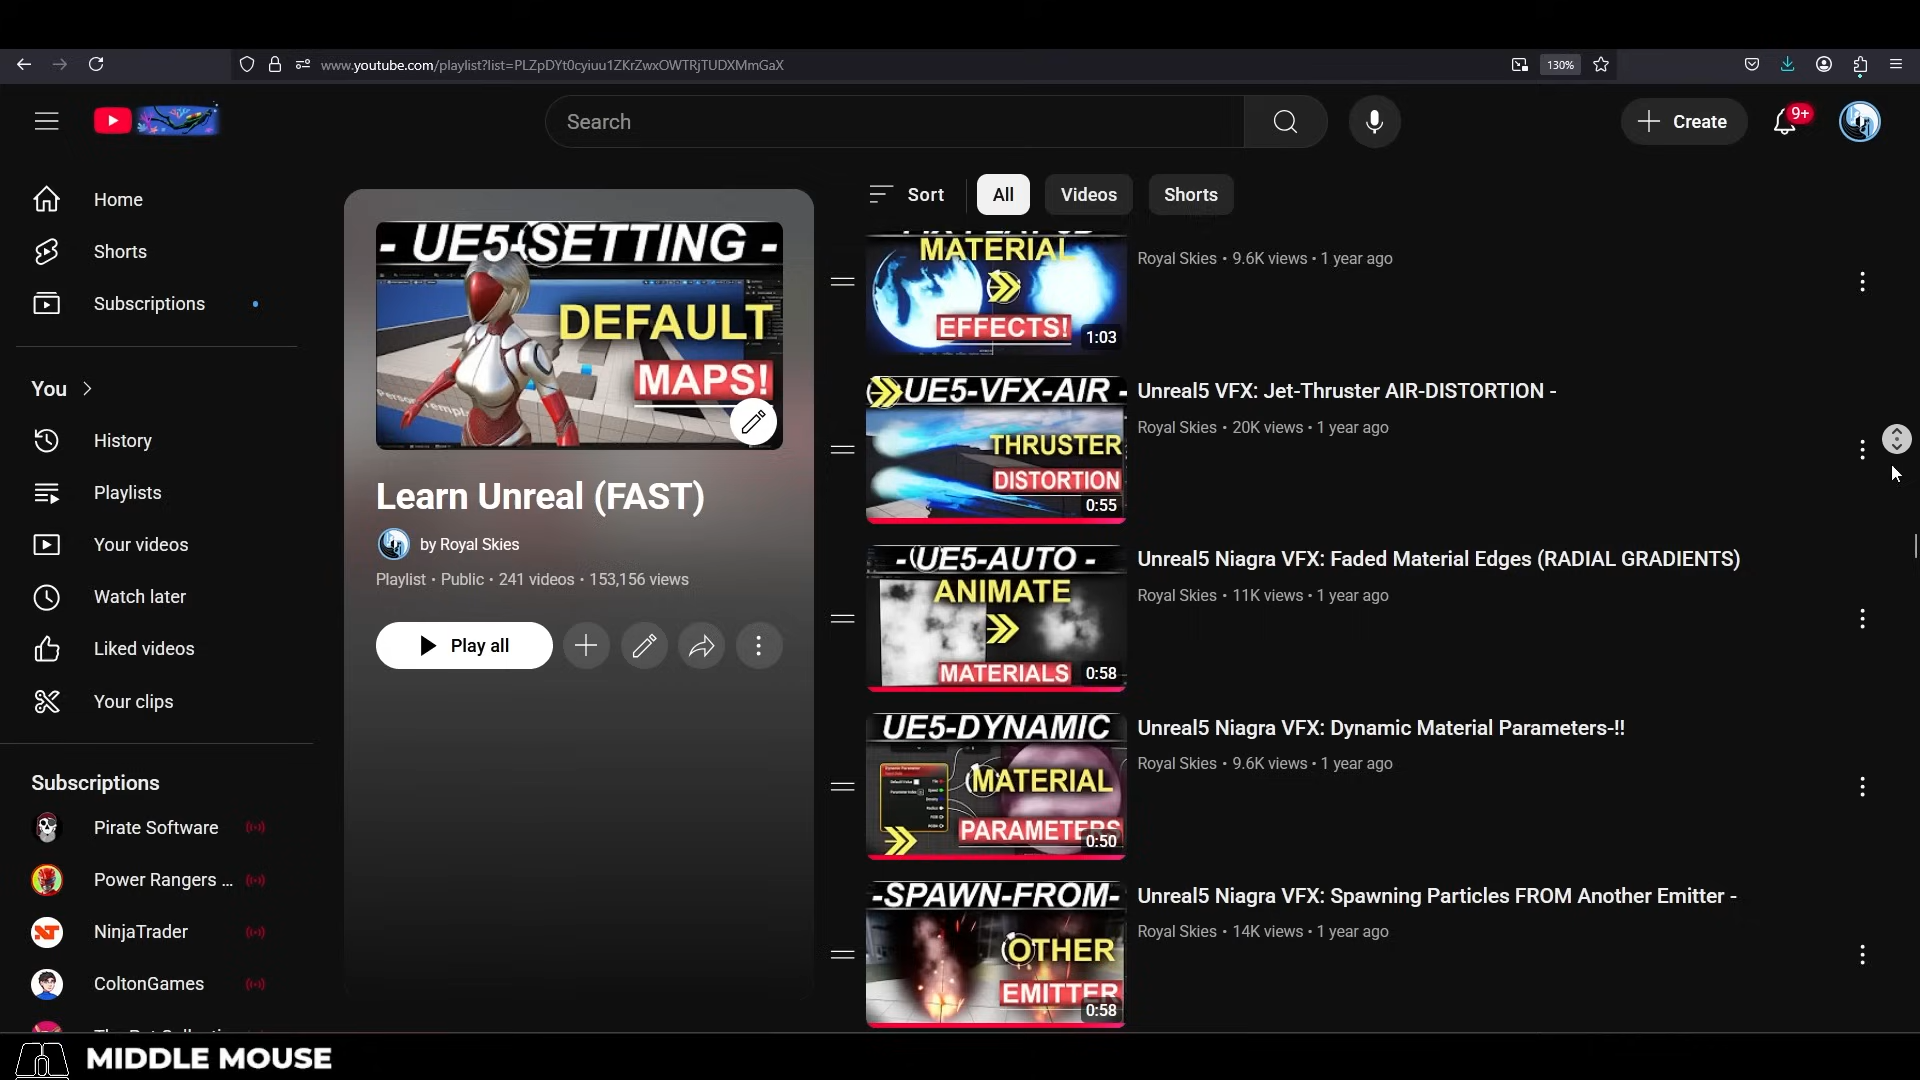 www.youtube.com/playlist?list=PLZpDYt0cyiuu1ZKrZwxOWTRjTUDXMmGaX
130%
Search
Create
9+
Home
Shorts
Subscriptions
You
History
Playlists
Your videos
Watch later
Liked videos
Your clips
Subscriptions
Pirate Software
Power Rangers ...
NinjaTrader
ColtonGames
- UE5-SETTING -
DEFAULT
MAPS!
Learn Unreal (FAST)
by Royal Skies
Playlist • Public • 241 videos • 153,156 views
Play all
Sort
All
Videos
Shorts
MATERIAL
EFFECTS!
1:03
Royal Skies • 9.6K views • 1 year ago
UE5-VFX-AIR -
THRUSTER
DISTORTION
0:55
Unreal5 VFX: Jet-Thruster AIR-DISTORTION -
Royal Skies • 20K views • 1 year ago
-UE5-AUTO -
ANIMATE
MATERIALS
0:58
Unreal5 Niagra VFX: Faded Material Edges (RADIAL GRADIENTS)
Royal Skies • 11K views • 1 year ago
UE5-DYNAMIC
MATERIAL
PARAMETERS
0:50
Unreal5 Niagra VFX: Dynamic Material Parameters-!!
Royal Skies • 9.6K views • 1 year ago
-SPAWN-FROM-
OTHER
EMITTER
0:58
Unreal5 Niagra VFX: Spawning Particles FROM Another Emitter -
Royal Skies • 14K views • 1 year ago
MIDDLE MOUSE